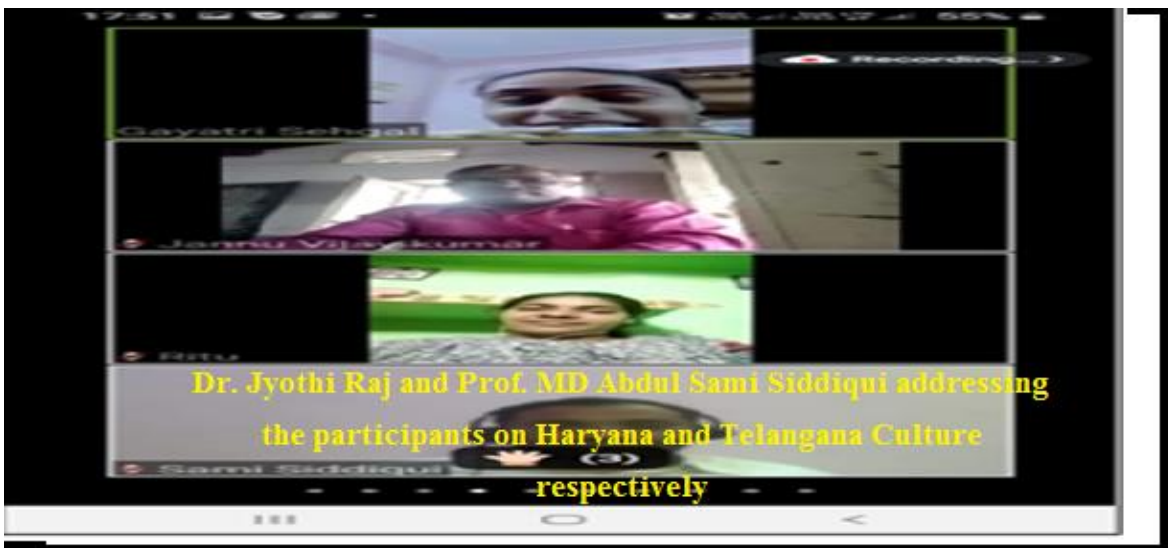 17:51 55%
Recording...
Gayatri Sehgal
Jannu Vijaykumar
Ritu
Dr. Jyothi Raj and Prof. MD Abdul Sami Siddiqui addressing
the participants on Haryana and Telangana Culture
Sami Siddiqui (3)
respectively